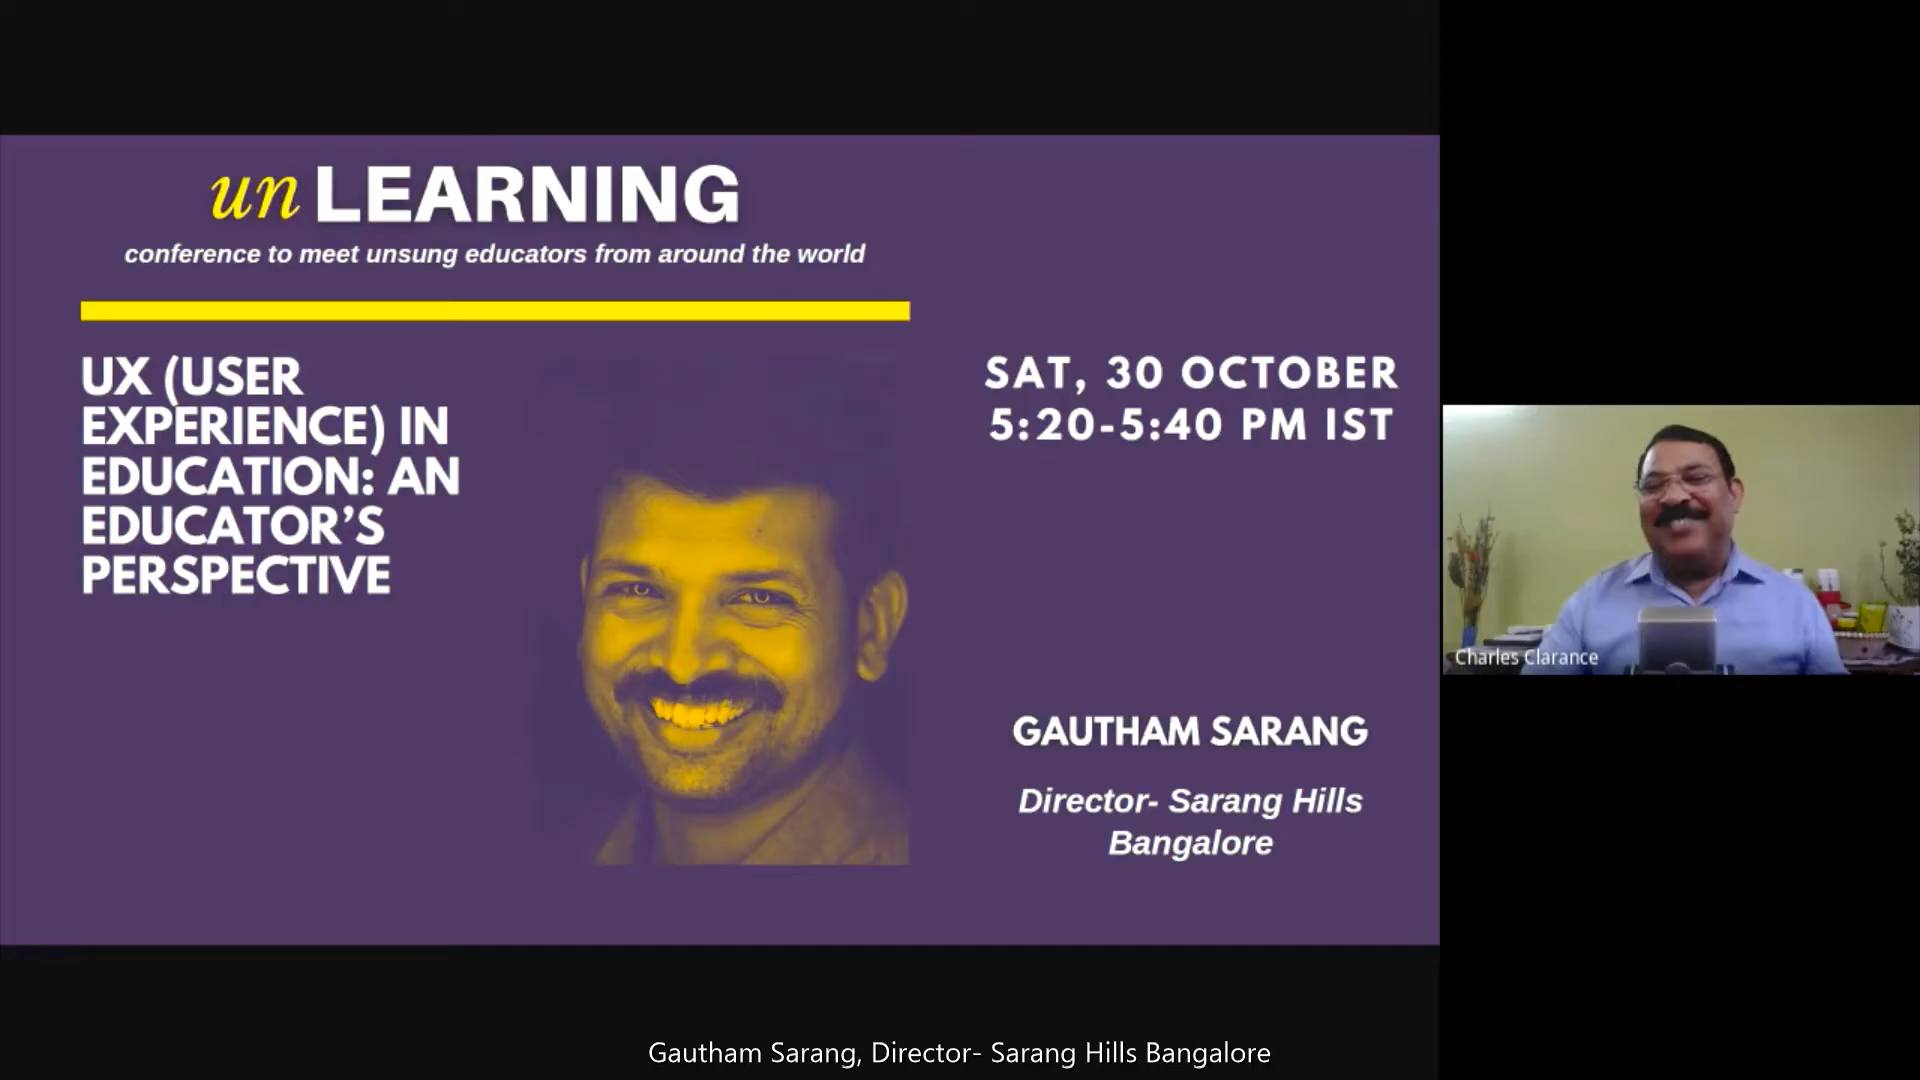 un LEARNING
conference to meet unsung educators from around the world
UX (USER
EXPERIENCE) IN
EDUCATION: AN
EDUCATOR’S
PERSPECTIVE
SAT, 30 OCTOBER
5:20-5:40 PM IST
GAUTHAM SARANG
Director- Sarang Hills
Bangalore
Charles Clarance
Gautham Sarang, Director- Sarang Hills Bangalore